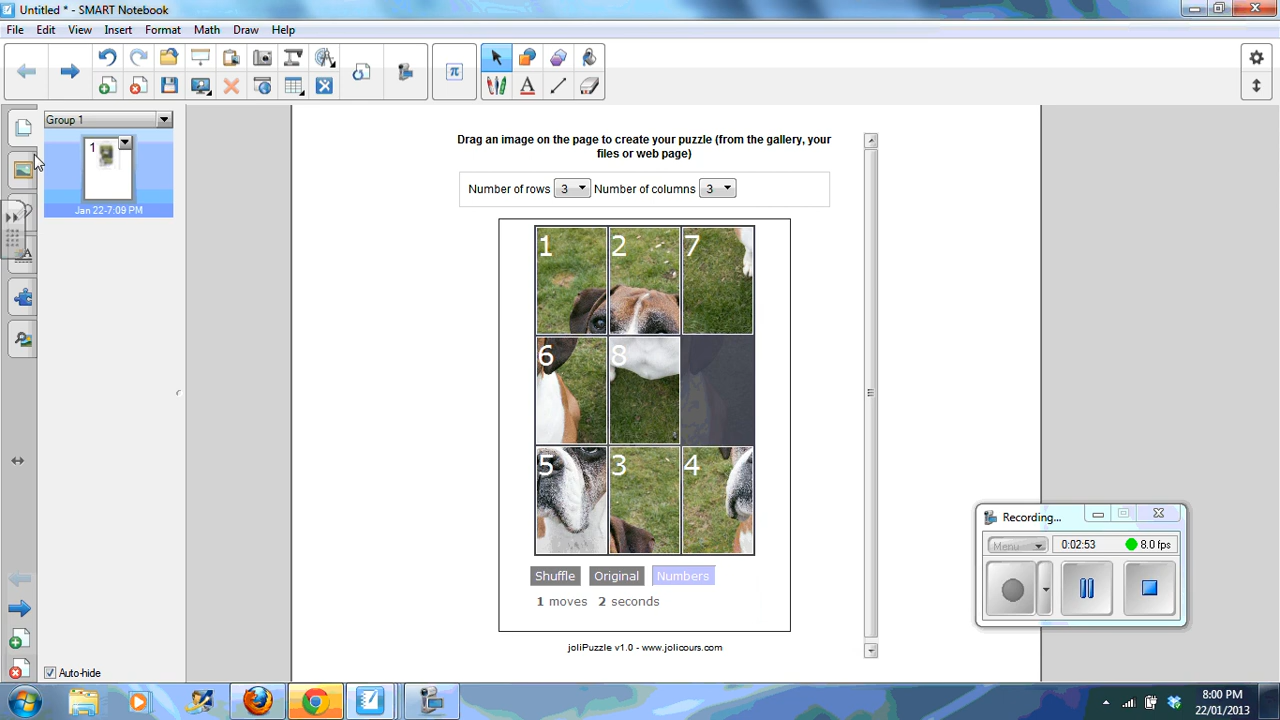 Untitled * - SMART Notebook
File Edit View Insert Format Math Draw Help
π
A
Group 1
1
Jan 22-7:09 PM
Drag an image on the page to create your puzzle (from the gallery, your
files or web page)
Number of rows 3 Number of columns 3
1 2 7
6 8
5 3 4
Shuffle Original Numbers
1 moves 2 seconds
joliPuzzle v1.0 - www.jolicours.com
Recording...
Menu 0:02:53 8.0 fps
Auto-hide
8:00 PM
22/01/2013